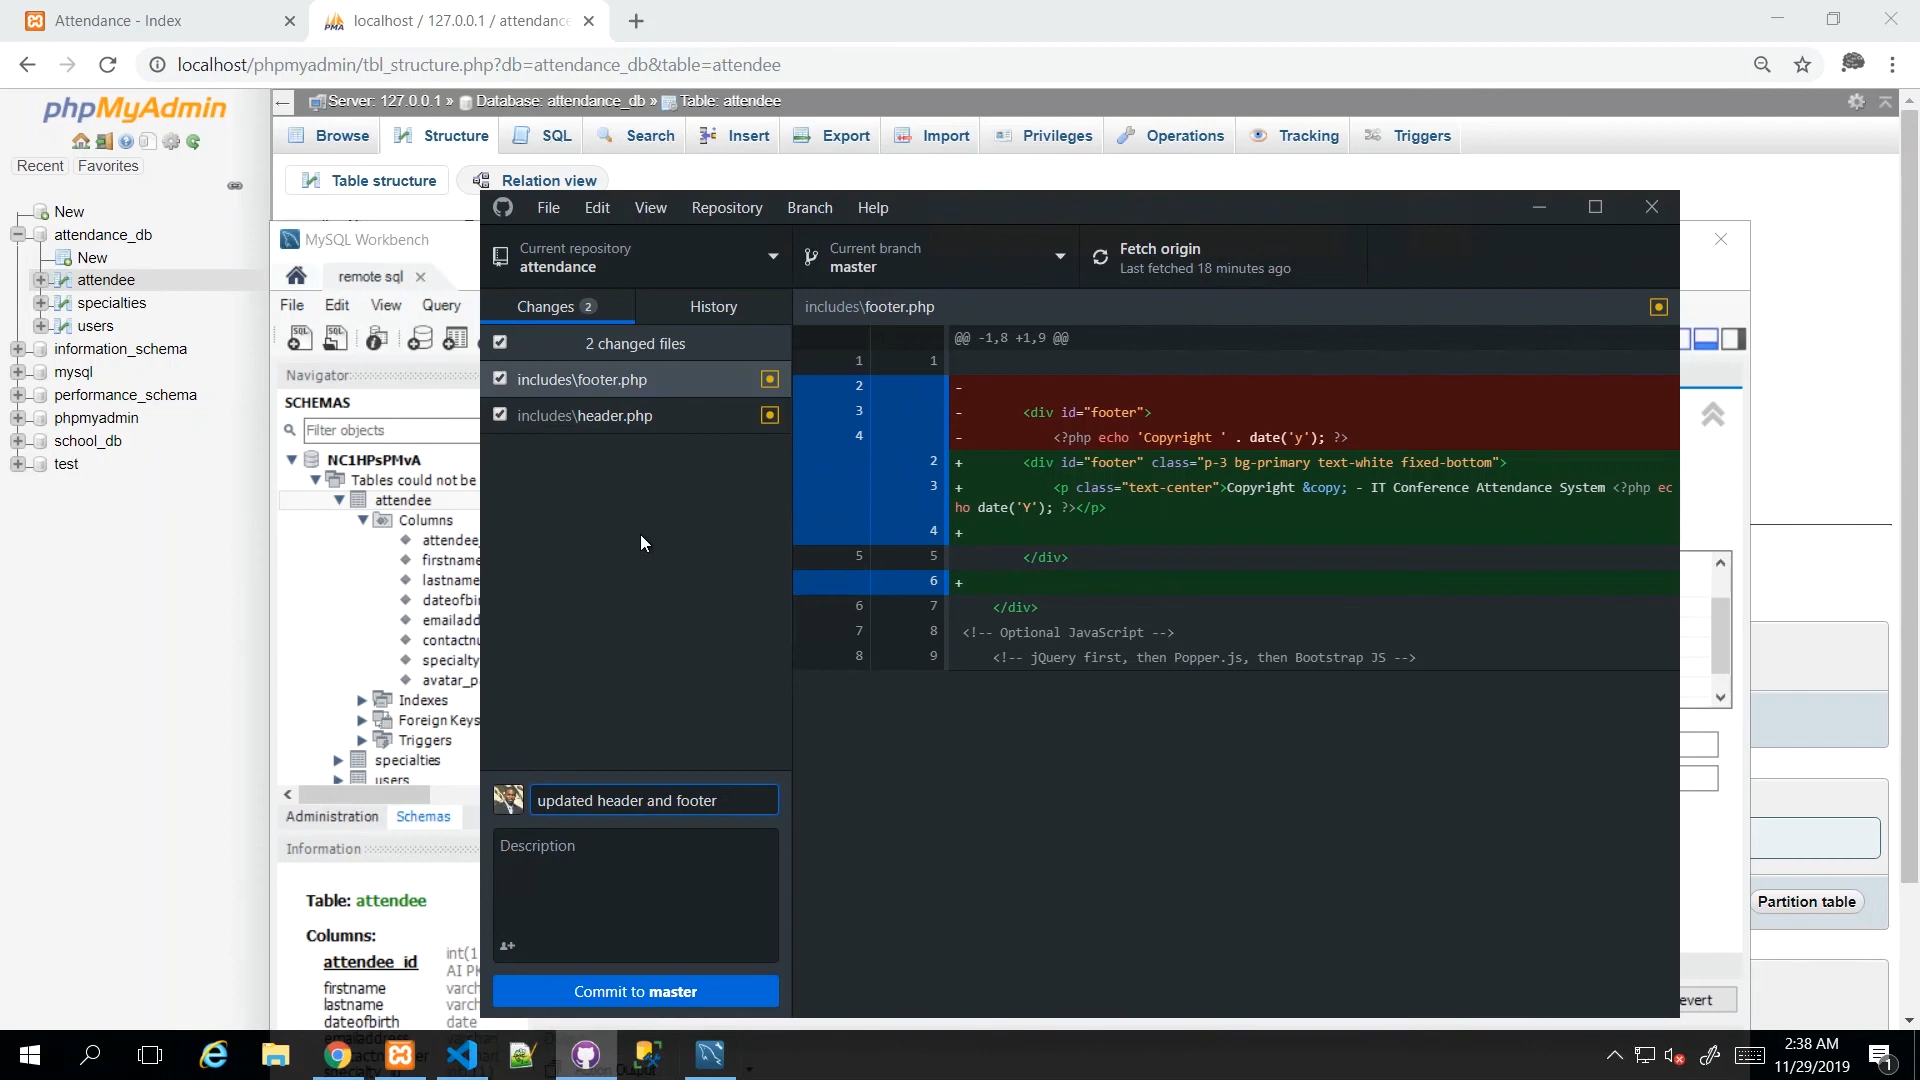 Attendance - Index
localhost / 127.0.0.1 / attendance
localhost/phpmyadmin/tbl_structure.php?db=attendance_db&table=attendee
phpMyAdmin
Recent Favorites
New
attendance_db
New
attendee
specialties
users
information_schema
mysql
performance_schema
phpmyadmin
school_db
test
Server: 127.0.0.1 » Database: attendance_db » Table: attendee
Browse Structure SQL Search Insert Export Import Privileges Operations Tracking Triggers
Table structure Relation view
MySQL Workbench
remote sql
File Edit View Query
Navigator
SCHEMAS
Filter objects
NC1HPsPMvA
Tables could not be
attendee
Columns
attendee_
firstname
lastname
dateofbi
emailadd
contactnu
specialty
avatar_p
Indexes
Foreign Keys
Triggers
specialties
users
Administration Schemas
Information
Table: attendee
Columns:
attendee_id int(1
AI PK
firstname varch
lastname varch
dateofbirth date
File Edit View Repository Branch Help
Current repository
attendance
Current branch
master
Fetch origin
Last fetched 18 minutes ago
Changes 2 History
2 changed files
includes\footer.php
includes\header.php
includes\footer.php
@@ -1,8 +1,9 @@
1 1
2 -
3 - <div id="footer">
4 - <?php echo 'Copyright ' . date('y'); ?>
2 + <div id="footer" class="p-3 bg-primary text-white fixed-bottom">
3 + <p class="text-center">Copyright &copy; - IT Conference Attendance System <?php ec
ho date('Y'); ?></p>
4 +
5 5 </div>
6 +
6 7 </div>
7 8 <!-- Optional JavaScript -->
8 9 <!-- jQuery first, then Popper.js, then Bootstrap JS -->
updated header and footer
Description
Commit to master
Partition table
evert
2:38 AM
11/29/2019
1